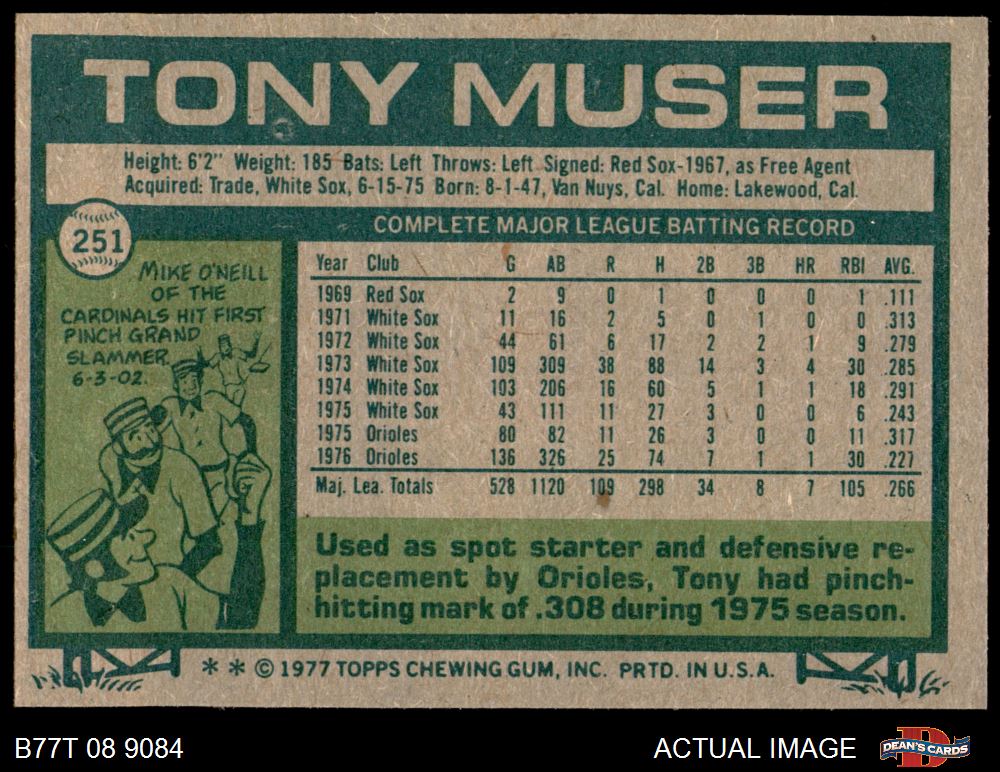 TONY MUSER
Height: 6'2" Weight: 185 Bats: Left Throws: Left Signed: Red Sox-1967, as Free Agent
Acquired: Trade, White Sox, 6-15-75 Born: 8-1-47, Van Nuys, Cal. Home: Lakewood, Cal.
251
MIKE O'NEILL
OF THE
CARDINALS HIT FIRST
PINCH GRAND
SLAMMER.
6-3-02.
COMPLETE MAJOR LEAGUE BATTING RECORD
Year Club G AB R H 2B 3B HR RBI AVG.
1969 Red Sox 2 9 0 1 0 0 0 1 .111
1971 White Sox 11 16 2 5 0 1 0 0 .313
1972 White Sox 44 61 6 17 2 2 1 9 .279
1973 White Sox 109 309 38 88 14 3 4 30 .285
1974 White Sox 103 206 16 60 5 1 1 18 .291
1975 White Sox 43 111 11 27 3 0 0 6 .243
1975 Orioles 80 82 11 26 3 0 0 11 .317
1976 Orioles 136 326 25 74 7 1 1 30 .227
Maj. Lea. Totals 528 1120 109 298 34 8 7 105 .266
Used as spot starter and defensive re-
placement by Orioles, Tony had pinch-
hitting mark of .308 during 1975 season.
* * © 1977 TOPPS CHEWING GUM, INC. PRTD. IN U.S.A.
B77T 08 9084
ACTUAL IMAGE
D
DEAN'S CARDS